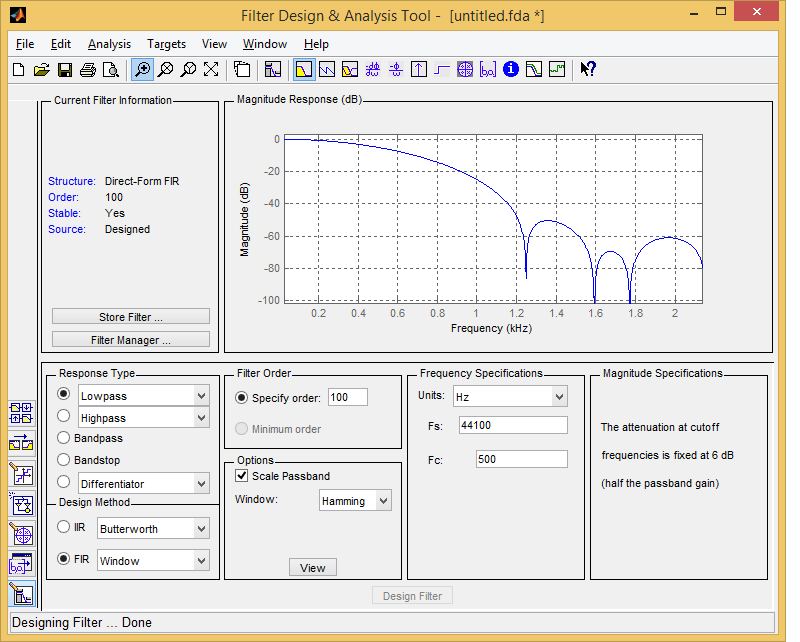 Filter Design & Analysis Tool - [untitled.fda *]
File Edit Analysis Targets View Window Help
Current Filter Information
Structure: Direct-Form FIR
Order: 100
Stable: Yes
Source: Designed
Store Filter ...
Filter Manager ...
Magnitude Response (dB)
Magnitude (dB)
0
-20
-40
-60
-80
-100
0.2 0.4 0.6 0.8 1 1.2 1.4 1.6 1.8 2
Frequency (kHz)
Response Type
Lowpass
Highpass
Bandpass
Bandstop
Differentiator
Design Method
IIR Butterworth
FIR Window
Filter Order
Specify order: 100
Minimum order
Options
Scale Passband
Window: Hamming
View
Frequency Specifications
Units: Hz
Fs: 44100
Fc: 500
Magnitude Specifications
The attenuation at cutoff
frequencies is fixed at 6 dB
(half the passband gain)
Design Filter
Designing Filter ... Done